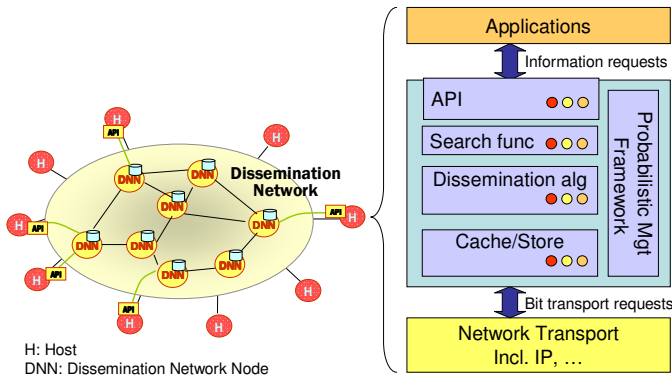 H
API
H
H
DNN
DNN
Dissemination
Network
DNN
H
H
API
DNN
API
H
DNN
DNN
DNN
API
DNN
H
API
H
H
H
H: Host
DNN: Dissemination Network Node
Applications
Information requests
API
Search func
Dissemination alg
Cache/Store
Probabilistic Mgt
Framework
Bit transport requests
Network Transport
Incl. IP, …